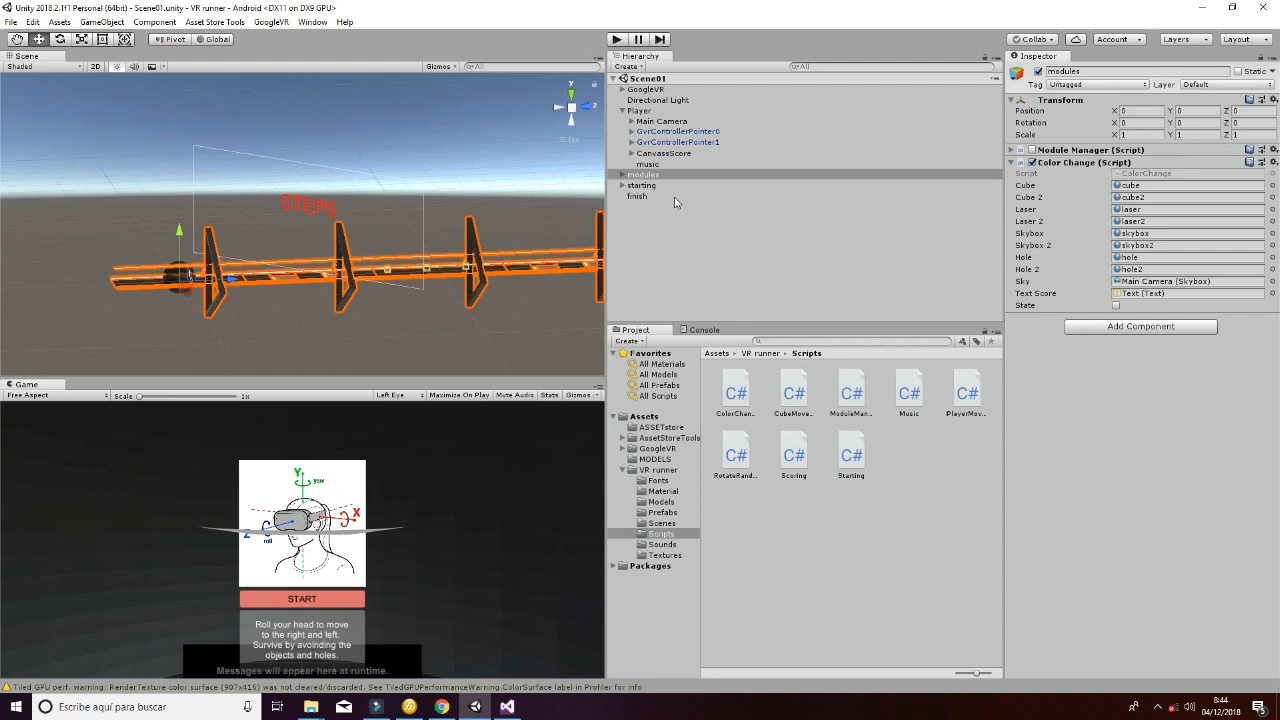 Unity 2018.2.1f1 Personal (64bit) - Scene01.unity - VR runner - Android <DX11 on DX9 GPU>
File Edit Assets GameObject Component Asset Store Tools GoogleVR Window Help
Pivot Global
Collab Account Layers Layout
Scene
Shaded 2D Gizmos All
y
z
Iso
STEPS
Game
Free Aspect Scale 1x Left Eye Maximize On Play Mute Audio Stats Gizmos
Y
yaw
X
Z
roll
START
Roll your head to move
to the right and left.
Survive by avoinding the
objects and holes.
Messages will appear here at runtime.
Hierarchy
Create All
Scene01
GoogleVR
Directional Light
Player
Main Camera
GvrControllerPointer0
GvrControllerPointer1
CanvassScore
music
modules
starting
finish
Project Console
Create
Favorites
All Materials
All Models
All Prefabs
All Scripts
Assets
ASSETstore
AssetStoreTools
GoogleVR
MODELS
VR runner
Fonts
Material
Models
Prefabs
Scenes
Scripts
Sounds
Textures
Packages
Assets VR runner Scripts
C# C# C# C# C#
ColorChan... CubeMove... ModuleMan... Music PlayerMov...
C# C# C#
RotateRand... Scoring Starting
Inspector
modules Static
Tag Untagged Layer Default
Transform
Position X 0 Y 0 Z 0
Rotation X 0 Y 0 Z 0
Scale X 1 Y 1 Z 1
Module Manager (Script)
Color Change (Script)
Script ColorChange
Cube cube
Cube 2 cube2
Laser laser
Laser 2 laser2
Skybox skybox
Skybox 2 skybox2
Hole hole
Hole 2 hole2
Sky Main Camera (Skybox)
Text Score Text (Text)
State
Add Component
Tiled GPU perf. warning: RenderTexture color surface (907x416) was not cleared/discarded. See TiledGPUPerformanceWarning.ColorSurface label in Profiler for info
Escribe aquí para buscar
8:44
04/12/2018